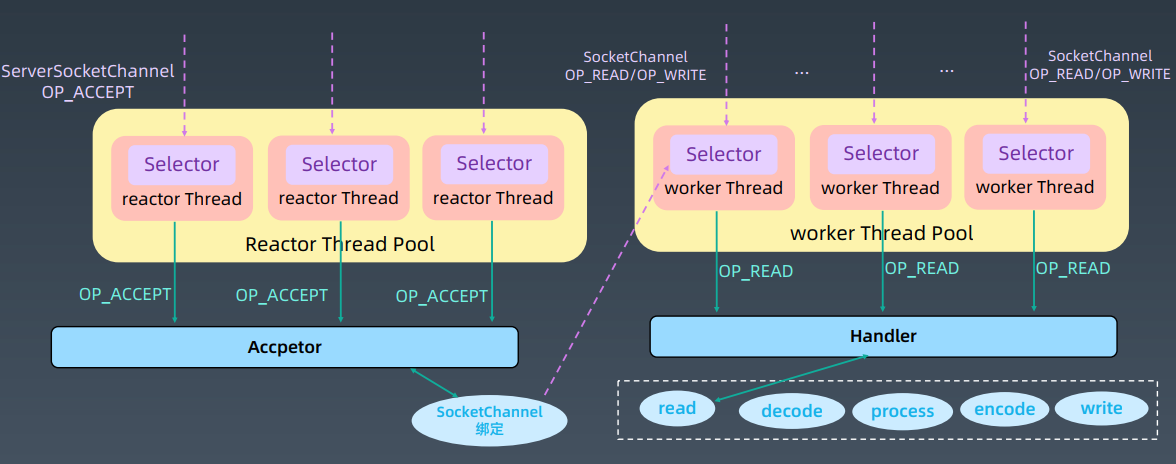 ServerSocketChannel
OP_ACCEPT
Selector
reactor Thread
Selector
reactor Thread
Selector
reactor Thread
Reactor Thread Pool
OP_ACCEPT
OP_ACCEPT
OP_ACCEPT
Accpetor
SocketChannel
绑定
SocketChannel
OP_READ/OP_WRITE
...
...
SocketChannel
OP_READ/OP_WRITE
Selector
worker Thread
Selector
worker Thread
Selector
worker Thread
worker Thread Pool
OP_READ
OP_READ
OP_READ
Handler
read
decode
process
encode
write